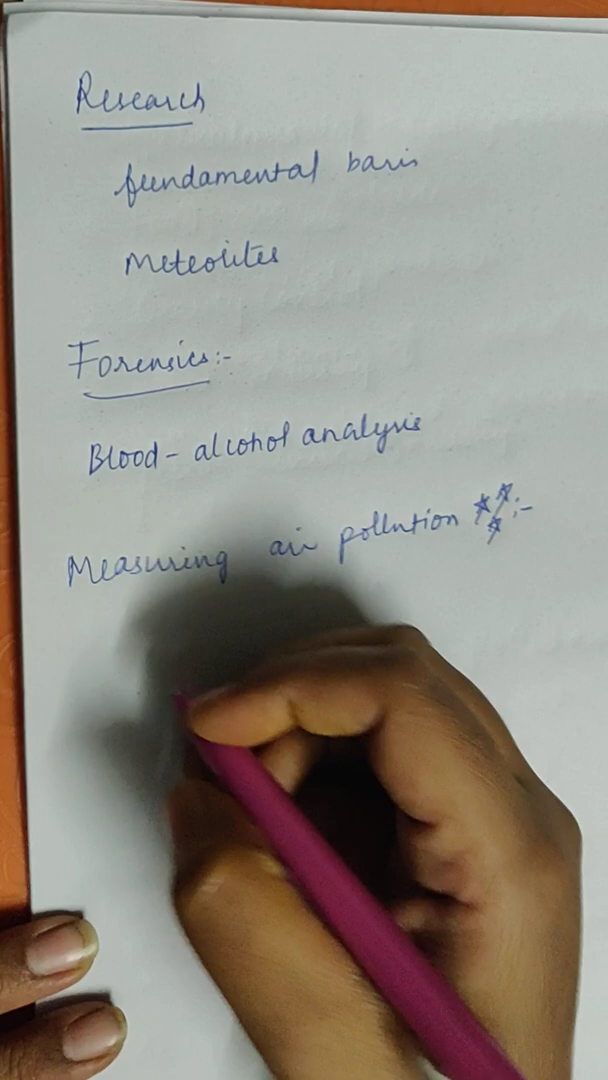 Research
fundamental basis
Meteorites
Forensics:-
Blood - alcohol analysis
Measuring air pollution ***:-